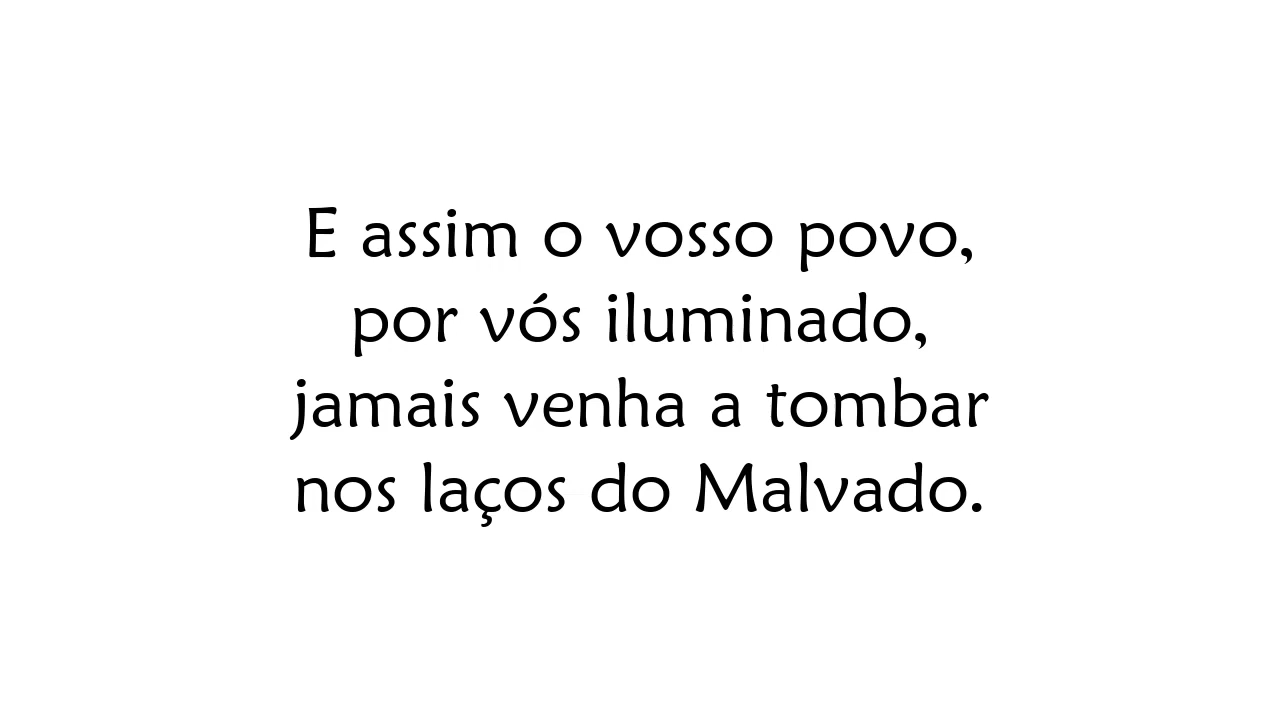 E assim o vosso povo,
por vós iluminado,
jamais venha a tombar
nos laços do Malvado.